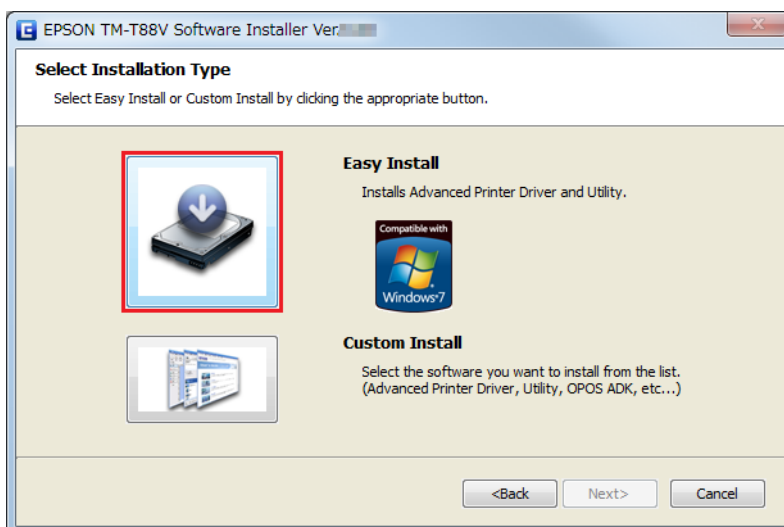 EPSON TM-T88V Software Installer Ver.
Select Installation Type
Select Easy Install or Custom Install by clicking the appropriate button.
Easy Install
Installs Advanced Printer Driver and Utility.
Compatible with
Windows 7
Custom Install
Select the software you want to install from the list.
(Advanced Printer Driver, Utility, OPOS ADK, etc...)
<Back
Next>
Cancel